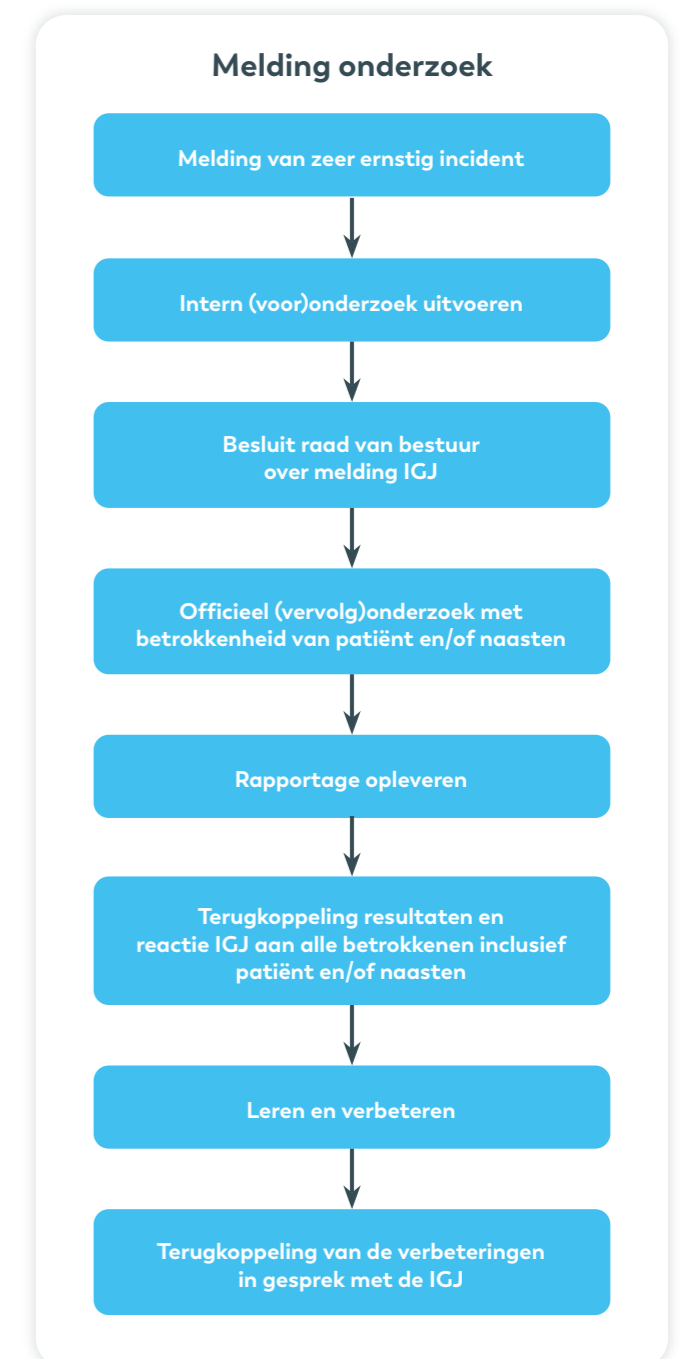 Melding onderzoek
Melding van zeer ernstig incident
Intern (voor)onderzoek uitvoeren
Besluit raad van bestuur
over melding IGJ
Officieel (vervolg)onderzoek met
betrokkenheid van patiënt en/of naasten
Rapportage opleveren
Terugkoppeling resultaten en
reactie IGJ aan alle betrokkenen inclusief
patiënt en/of naasten
Leren en verbeteren
Terugkoppeling van de verbeteringen
in gesprek met de IGJ